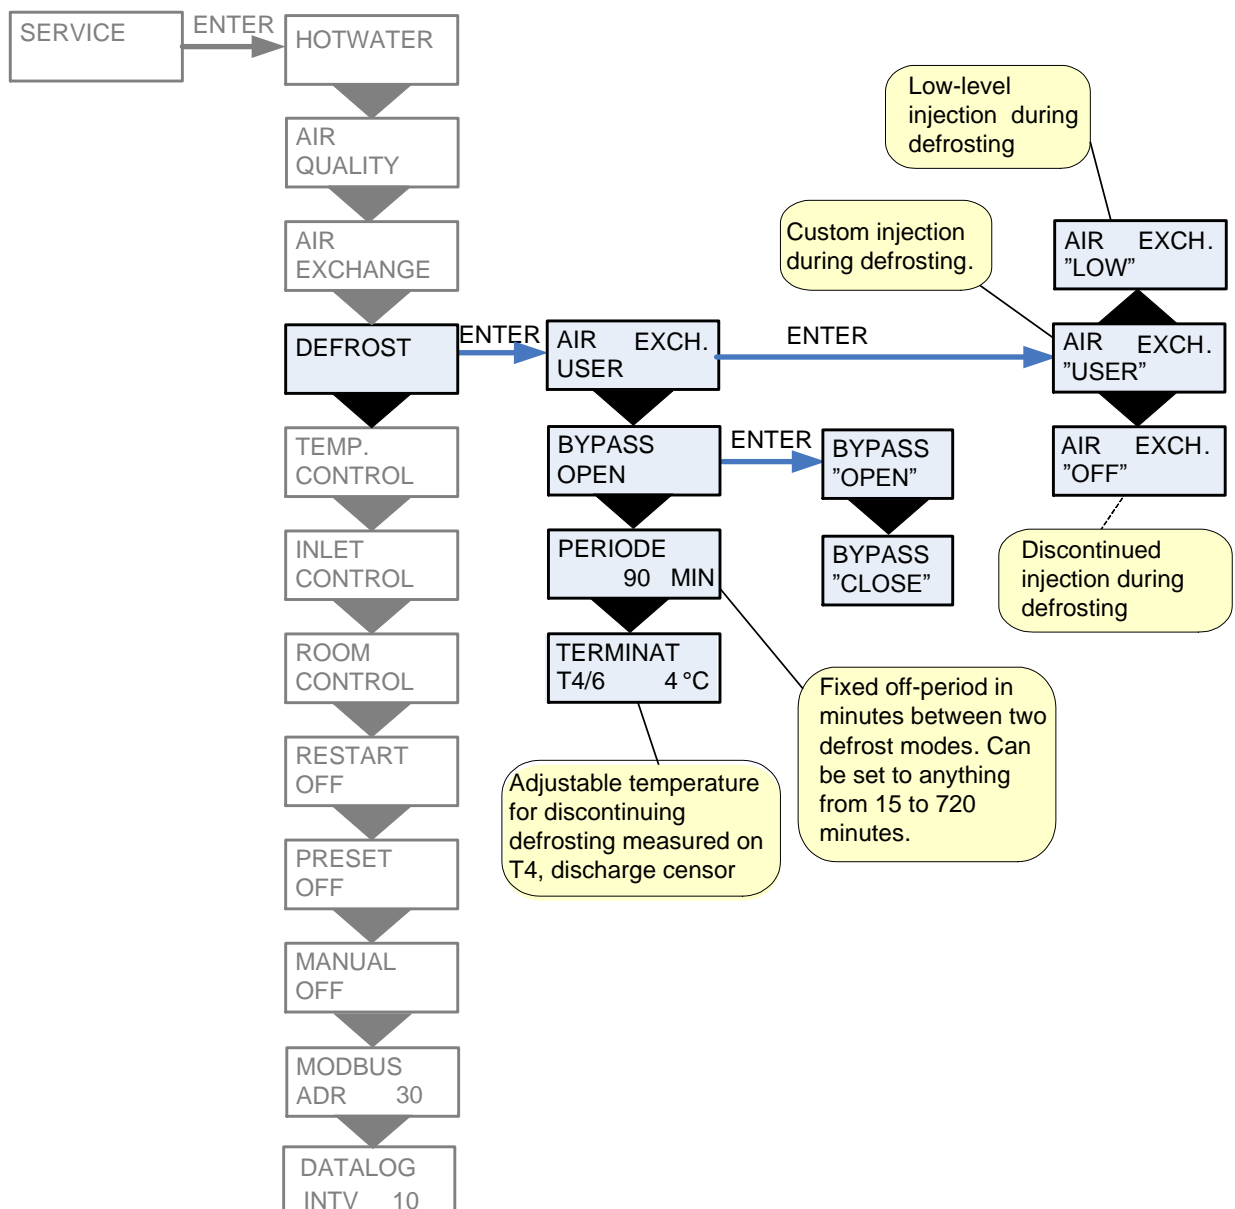 SERVICE
ENTER
HOTWATER
AIR
QUALITY
AIR
EXCHANGE
DEFROST
TEMP.
CONTROL
INLET
CONTROL
ROOM
CONTROL
RESTART
OFF
PRESET
OFF
MANUAL
OFF
MODBUS
ADR 30
DATALOG
INTV 10
ENTER
AIR EXCH.
USER
BYPASS
OPEN
PERIODE
90 MIN
TERMINAT
T4/6 4 °C
ENTER
BYPASS
”OPEN”
BYPASS
”CLOSE”
ENTER
AIR EXCH.
”LOW”
AIR EXCH.
”USER”
AIR EXCH.
”OFF”
Low-level
injection during
defrosting
Custom injection
during defrosting.
Discontinued
injection during
defrosting
Fixed off-period in
minutes between two
defrost modes. Can
be set to anything
from 15 to 720
minutes.
Adjustable temperature
for discontinuing
defrosting measured on
T4, discharge censor